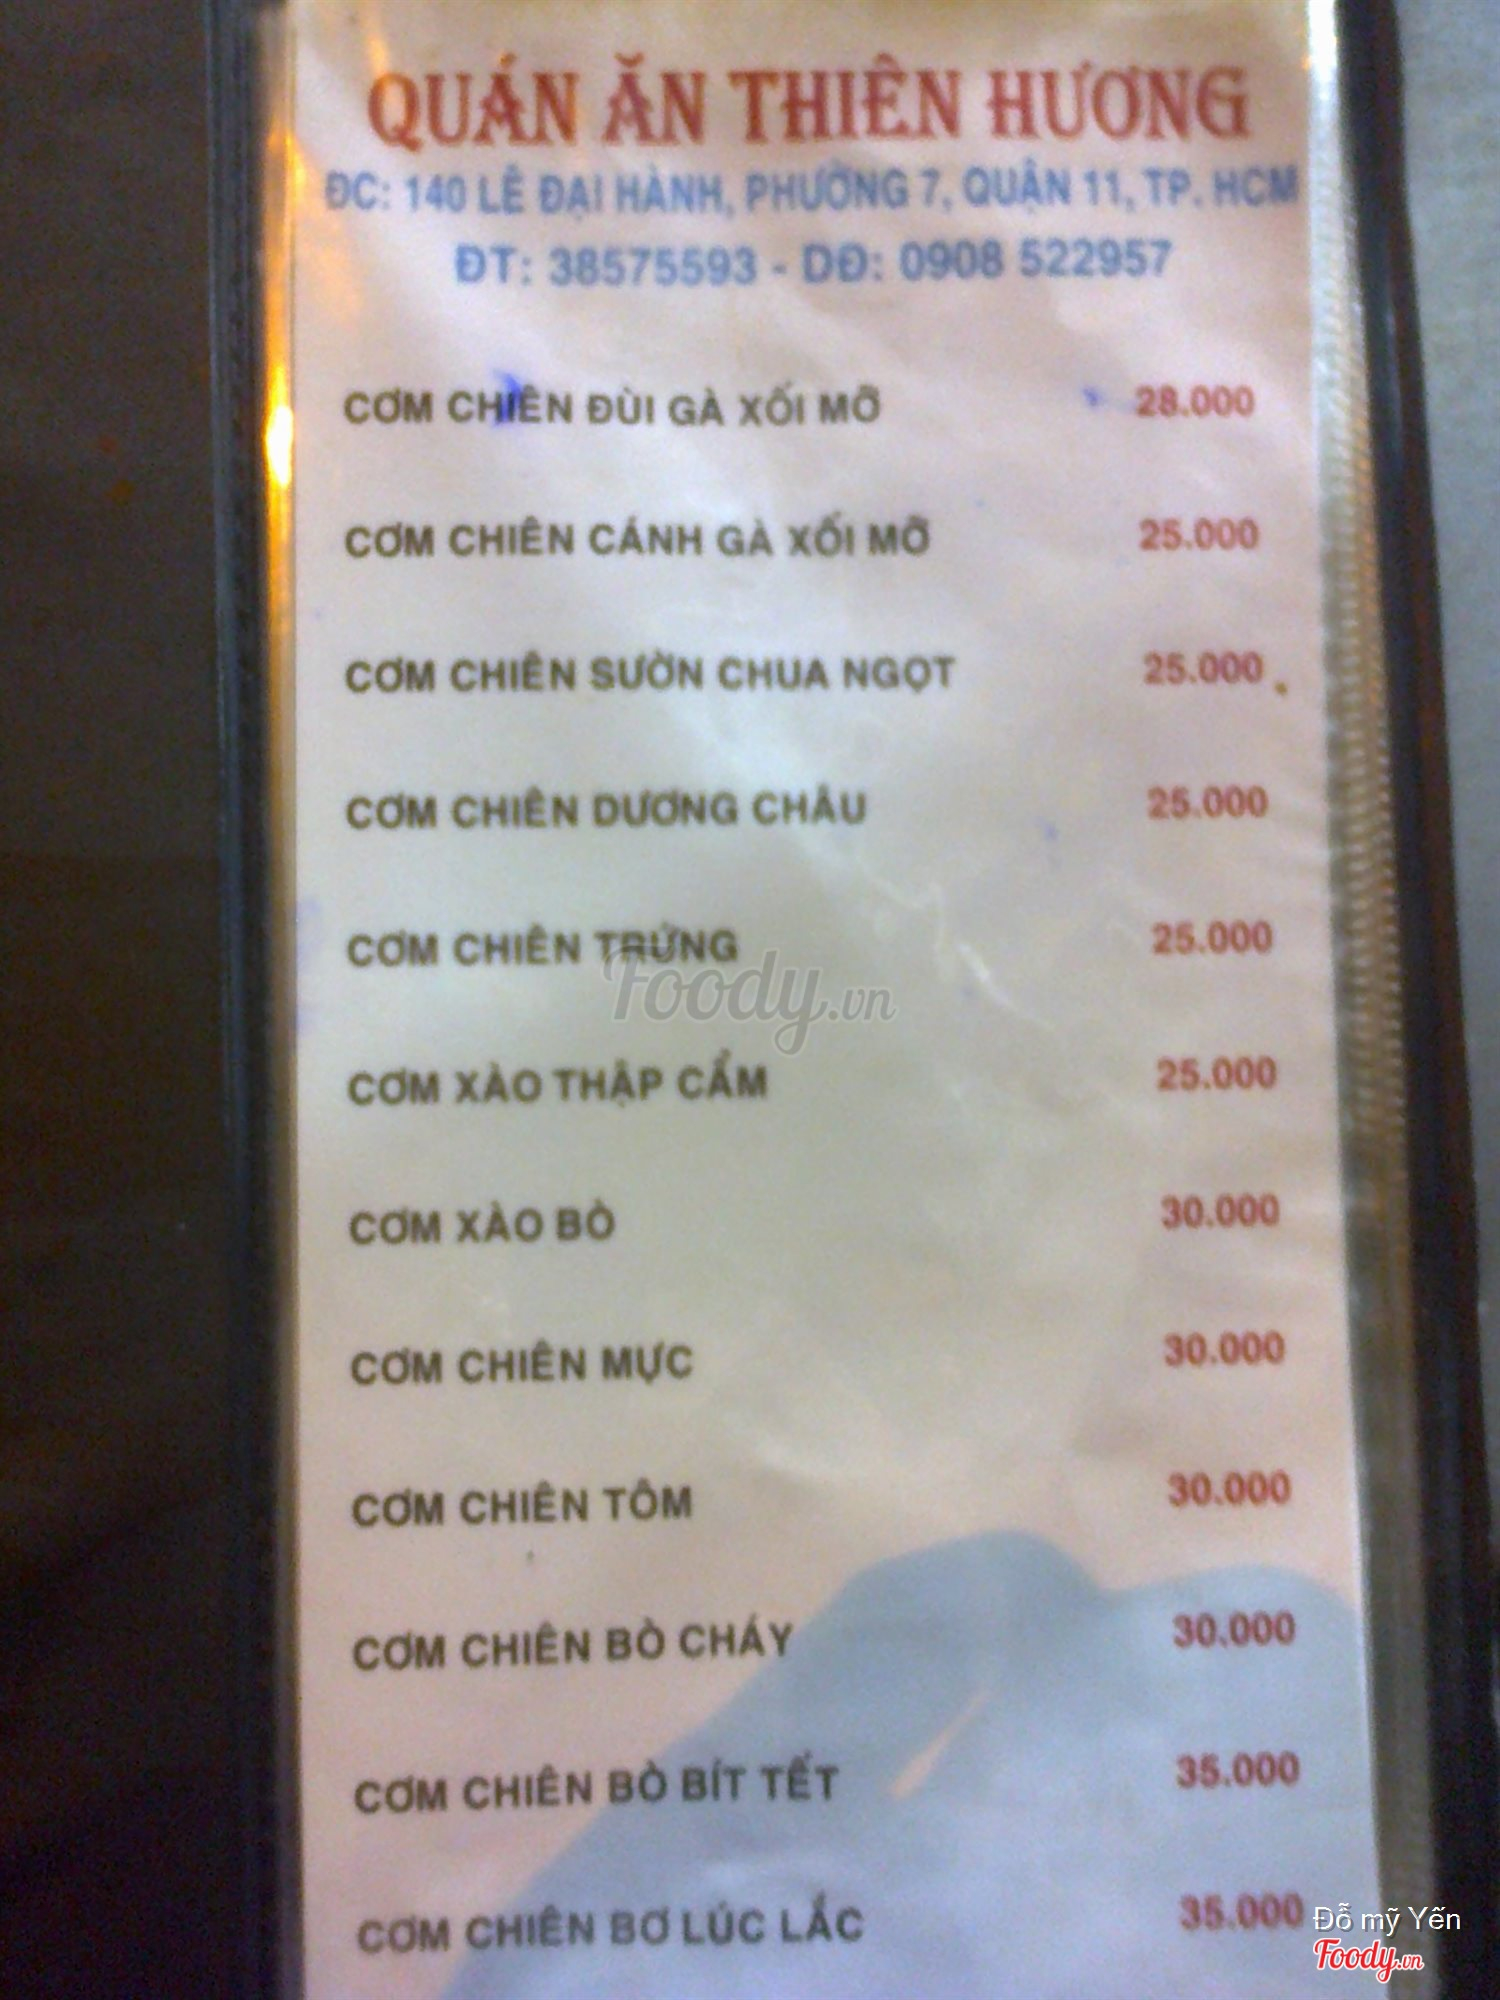 QUÁN ĂN THIÊN HƯƠNG
ĐC: 140 LÊ ĐẠI HÀNH, PHƯỜNG 7, QUẬN 11, TP. HCM
ĐT: 38575593 - DĐ: 0908 522957
CƠM CHIÊN ĐÙI GÀ XỐI MỠ 28.000
CƠM CHIÊN CÁNH GÀ XỐI MỠ 25.000
CƠM CHIÊN SƯỜN CHUA NGỌT 25.000
CƠM CHIÊN DƯƠNG CHÂU 25.000
CƠM CHIÊN TRỨNG 25.000
Foody.vn
CƠM XÀO THẬP CẨM 25.000
CƠM XÀO BÒ 30.000
CƠM CHIÊN MỰC 30.000
CƠM CHIÊN TÔM 30.000
CƠM CHIÊN BÒ CHÁY 30.000
CƠM CHIÊN BÒ BÍT TẾT 35.000
CƠM CHIÊN BƠ LÚC LẮC 35.000
Đỗ mỹ Yến
Foody.vn